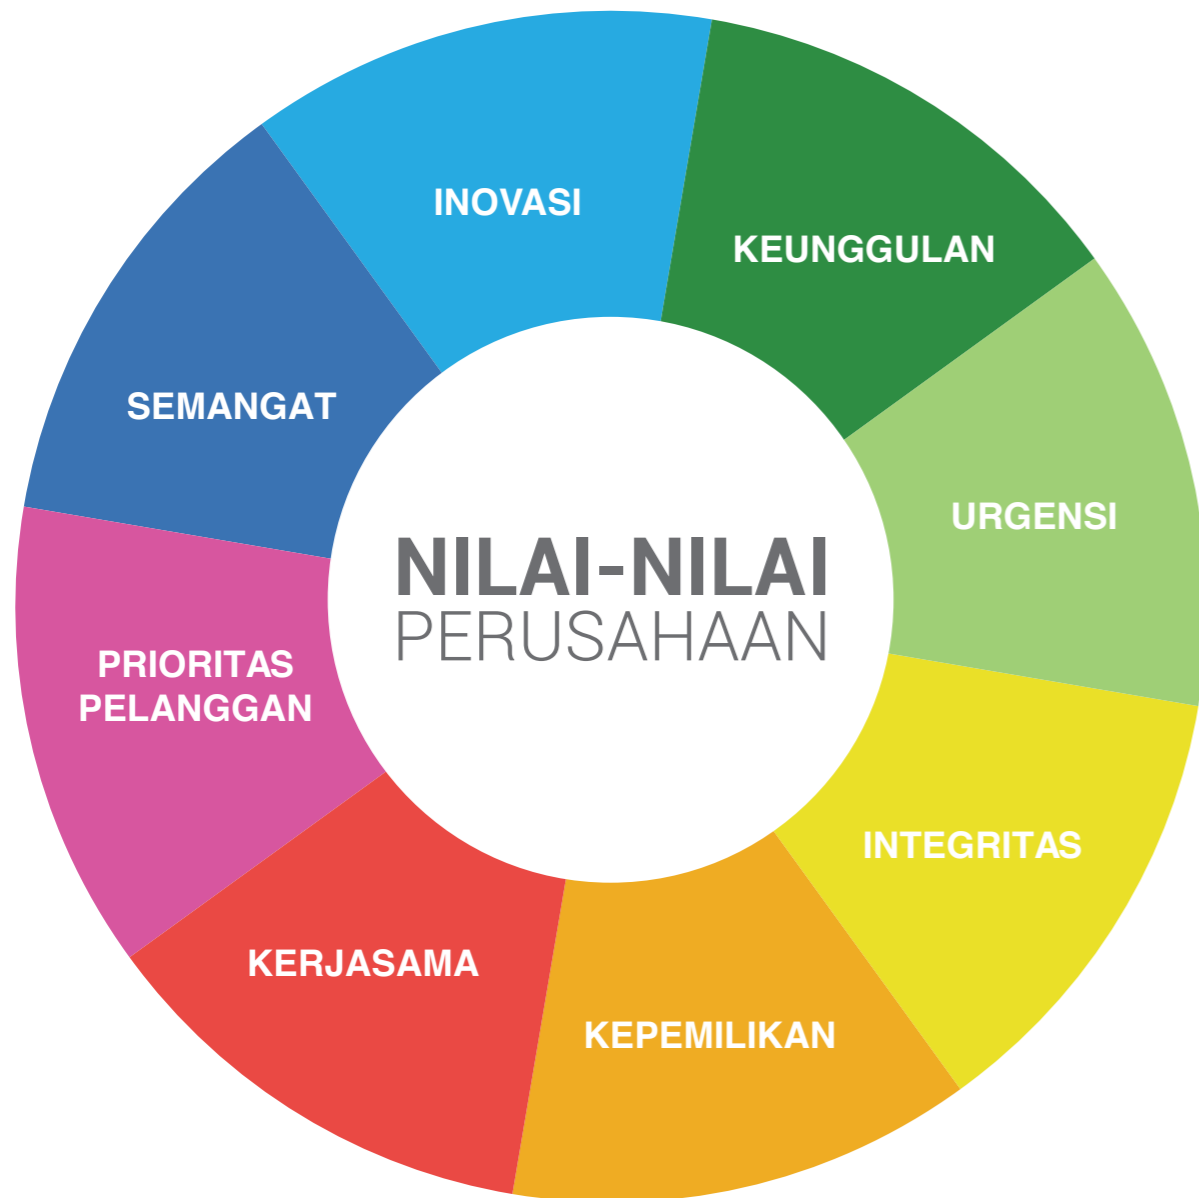 INOVASI
KEUNGGULAN
URGENSI
INTEGRITAS
KEPEMILIKAN
KERJASAMA
PRIORITAS
PELANGGAN
SEMANGAT
NILAI-NILAI
PERUSAHAAN